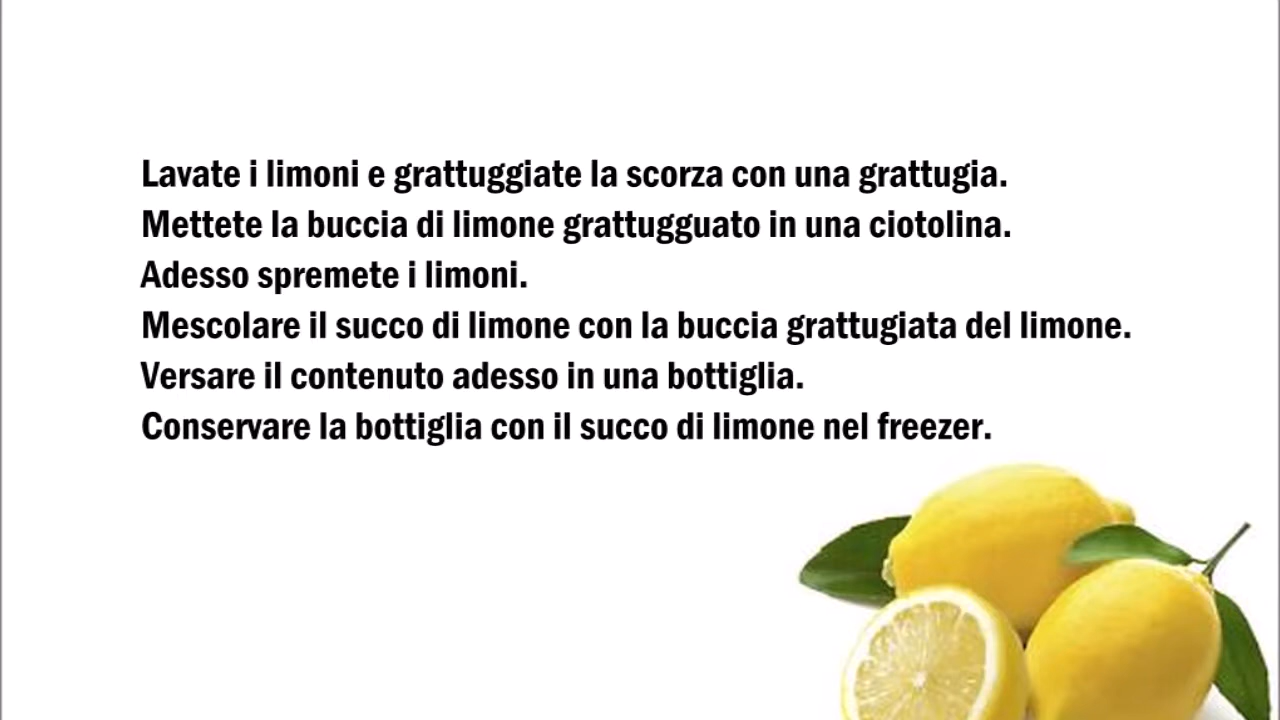 Lavate i limoni e grattuggiate la scorza con una grattugia.
Mettete la buccia di limone grattugguato in una ciotolina.
Adesso spremete i limoni.
Mescolare il succo di limone con la buccia grattugiata del limone.
Versare il contenuto adesso in una bottiglia.
Conservare la bottiglia con il succo di limone nel freezer.